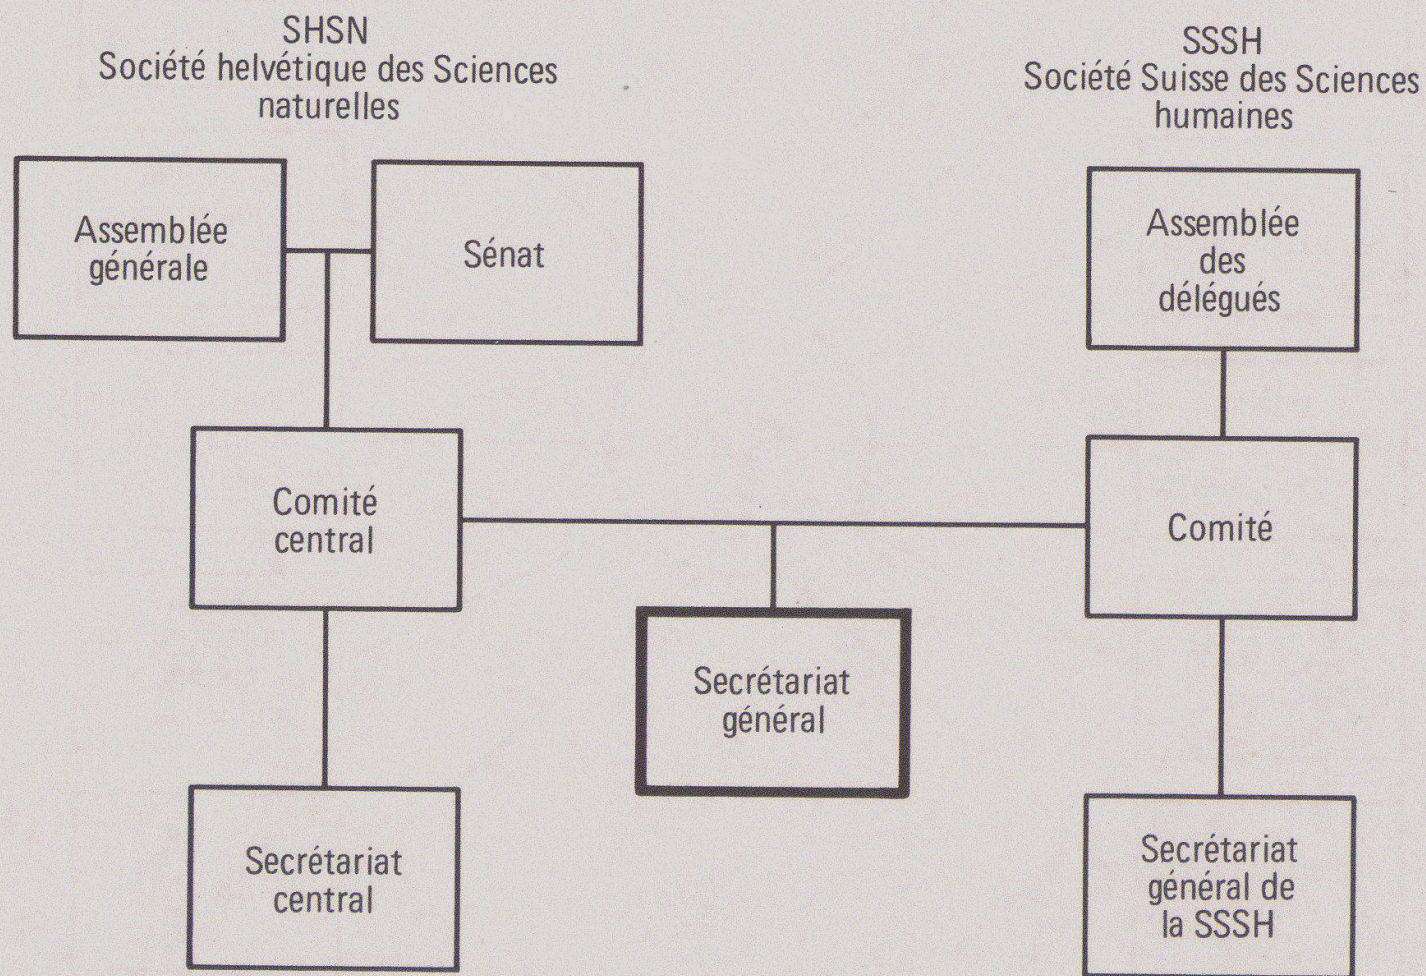 SHSN
Société helvétique des Sciences
naturelles
SSSH
Société Suisse des Sciences
humaines
Assemblée
générale
Sénat
Assemblée
des
délégués
Comité
central
Comité
Secrétariat
général
Secrétariat
central
Secrétariat
général de
la SSSH